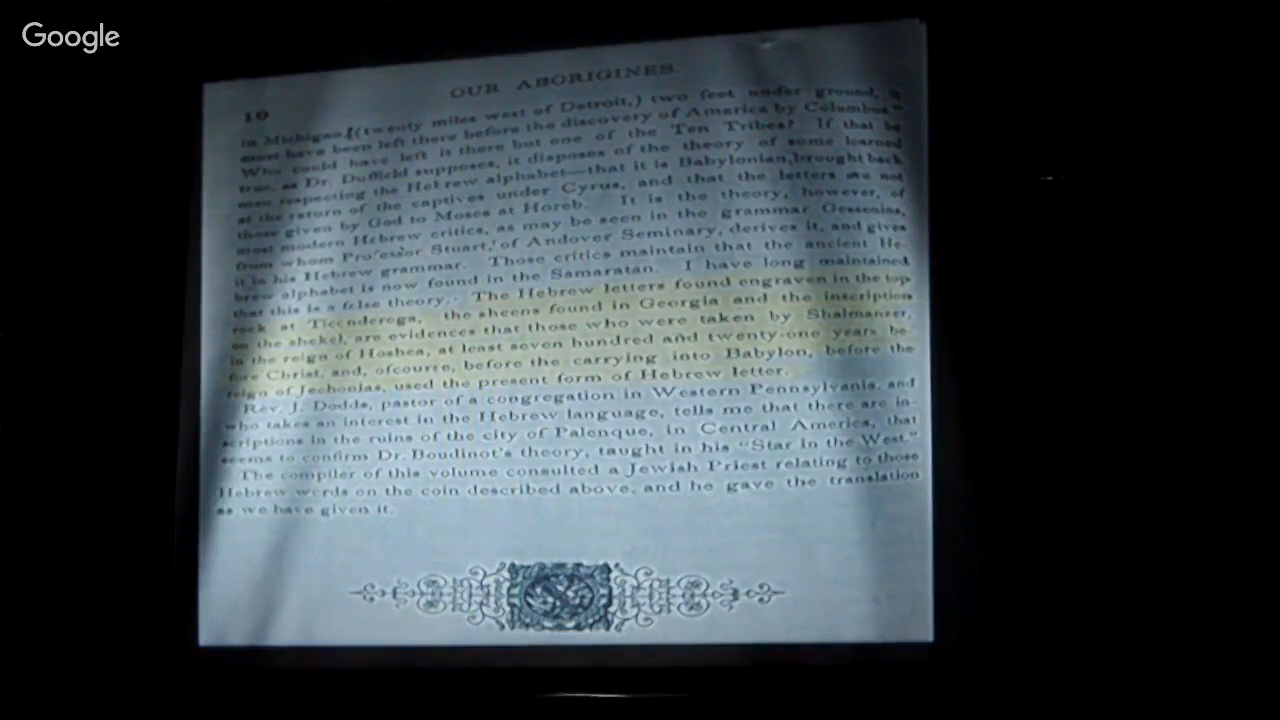 Google
OUR ABORIGINES.
10
in Michigan, (twenty miles west of Detroit,) two feet under ground, it
must have been left there before the discovery of America by Columbus."
Who could have left it there but one of the Ten Tribes? If that be
true, as Dr. Duffield supposes, it disposes of the theory of some learned
men respecting the Hebrew alphabet—that it is Babylonian, brought back
at the return of the captives under Cyrus, and that the letters are not
those given by God to Moses at Horeb. It is the theory, however, of
most modern Hebrew critics, as may be seen in the grammar Gessenius,
from whom Professor Stuart, of Andover Seminary, derives it, and gives
it in his Hebrew grammar. Those critics maintain that the ancient He-
brew alphabet is now found in the Samaratan. I have long maintained
that this is a false theory. The Hebrew letters found engraven in the top
rock at Ticenderoga, the sheens found in Georgia and the inscription
on the shekel, are evidences that those who were taken by Shalmanzer,
in the reign of Hoshea, at least seven hundred and twenty-one years be-
fore Christ, and, ofcourre, before the carrying into Babylon, before the
reign of Jechonias, used the present form of Hebrew letter.
Rev. J. Dodds, pastor of a congregation in Western Pennsylvania, and
who takes an interest in the Hebrew language, tells me that there are in-
scriptions in the ruins of the city of Palenque, in Central America, that
seems to confirm Dr. Boudinot's theory, taught in his "Star in the West."
The compiler of this volume consulted a Jewish Priest relating to those
Hebrew words on the coin described above, and he gave the translation
as we have given it.